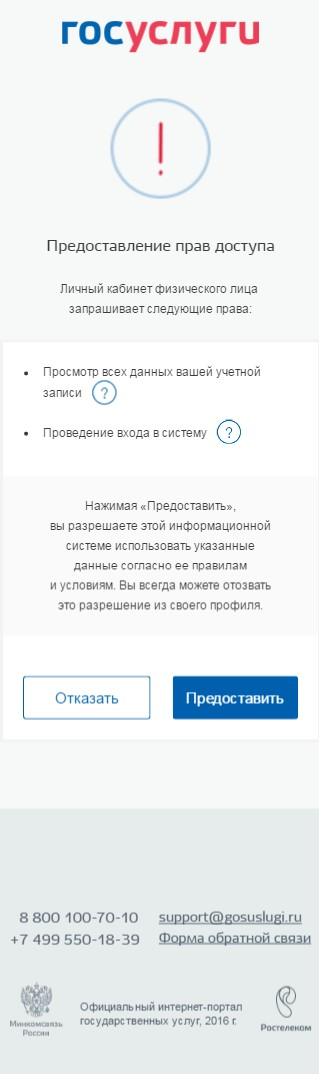 госуслуги
!
Предоставление прав доступа
Личный кабинет физического лица
запрашивает следующие права:
• Просмотр всех данных вашей учетной
записи ?
• Проведение входа в систему ?
Нажимая «Предоставить»,
вы разрешаете этой информационной
системе использовать указанные
данные согласно ее правилам
и условиям. Вы всегда можете отозвать
это разрешение из своего профиля.
Отказать Предоставить
8 800 100-70-10 support@gosuslugi.ru
+7 499 550-18-39 Форма обратной связи
Официальный интернет-портал
государственных услуг, 2016 г.
Минкомсвязь
России
Ростелеком